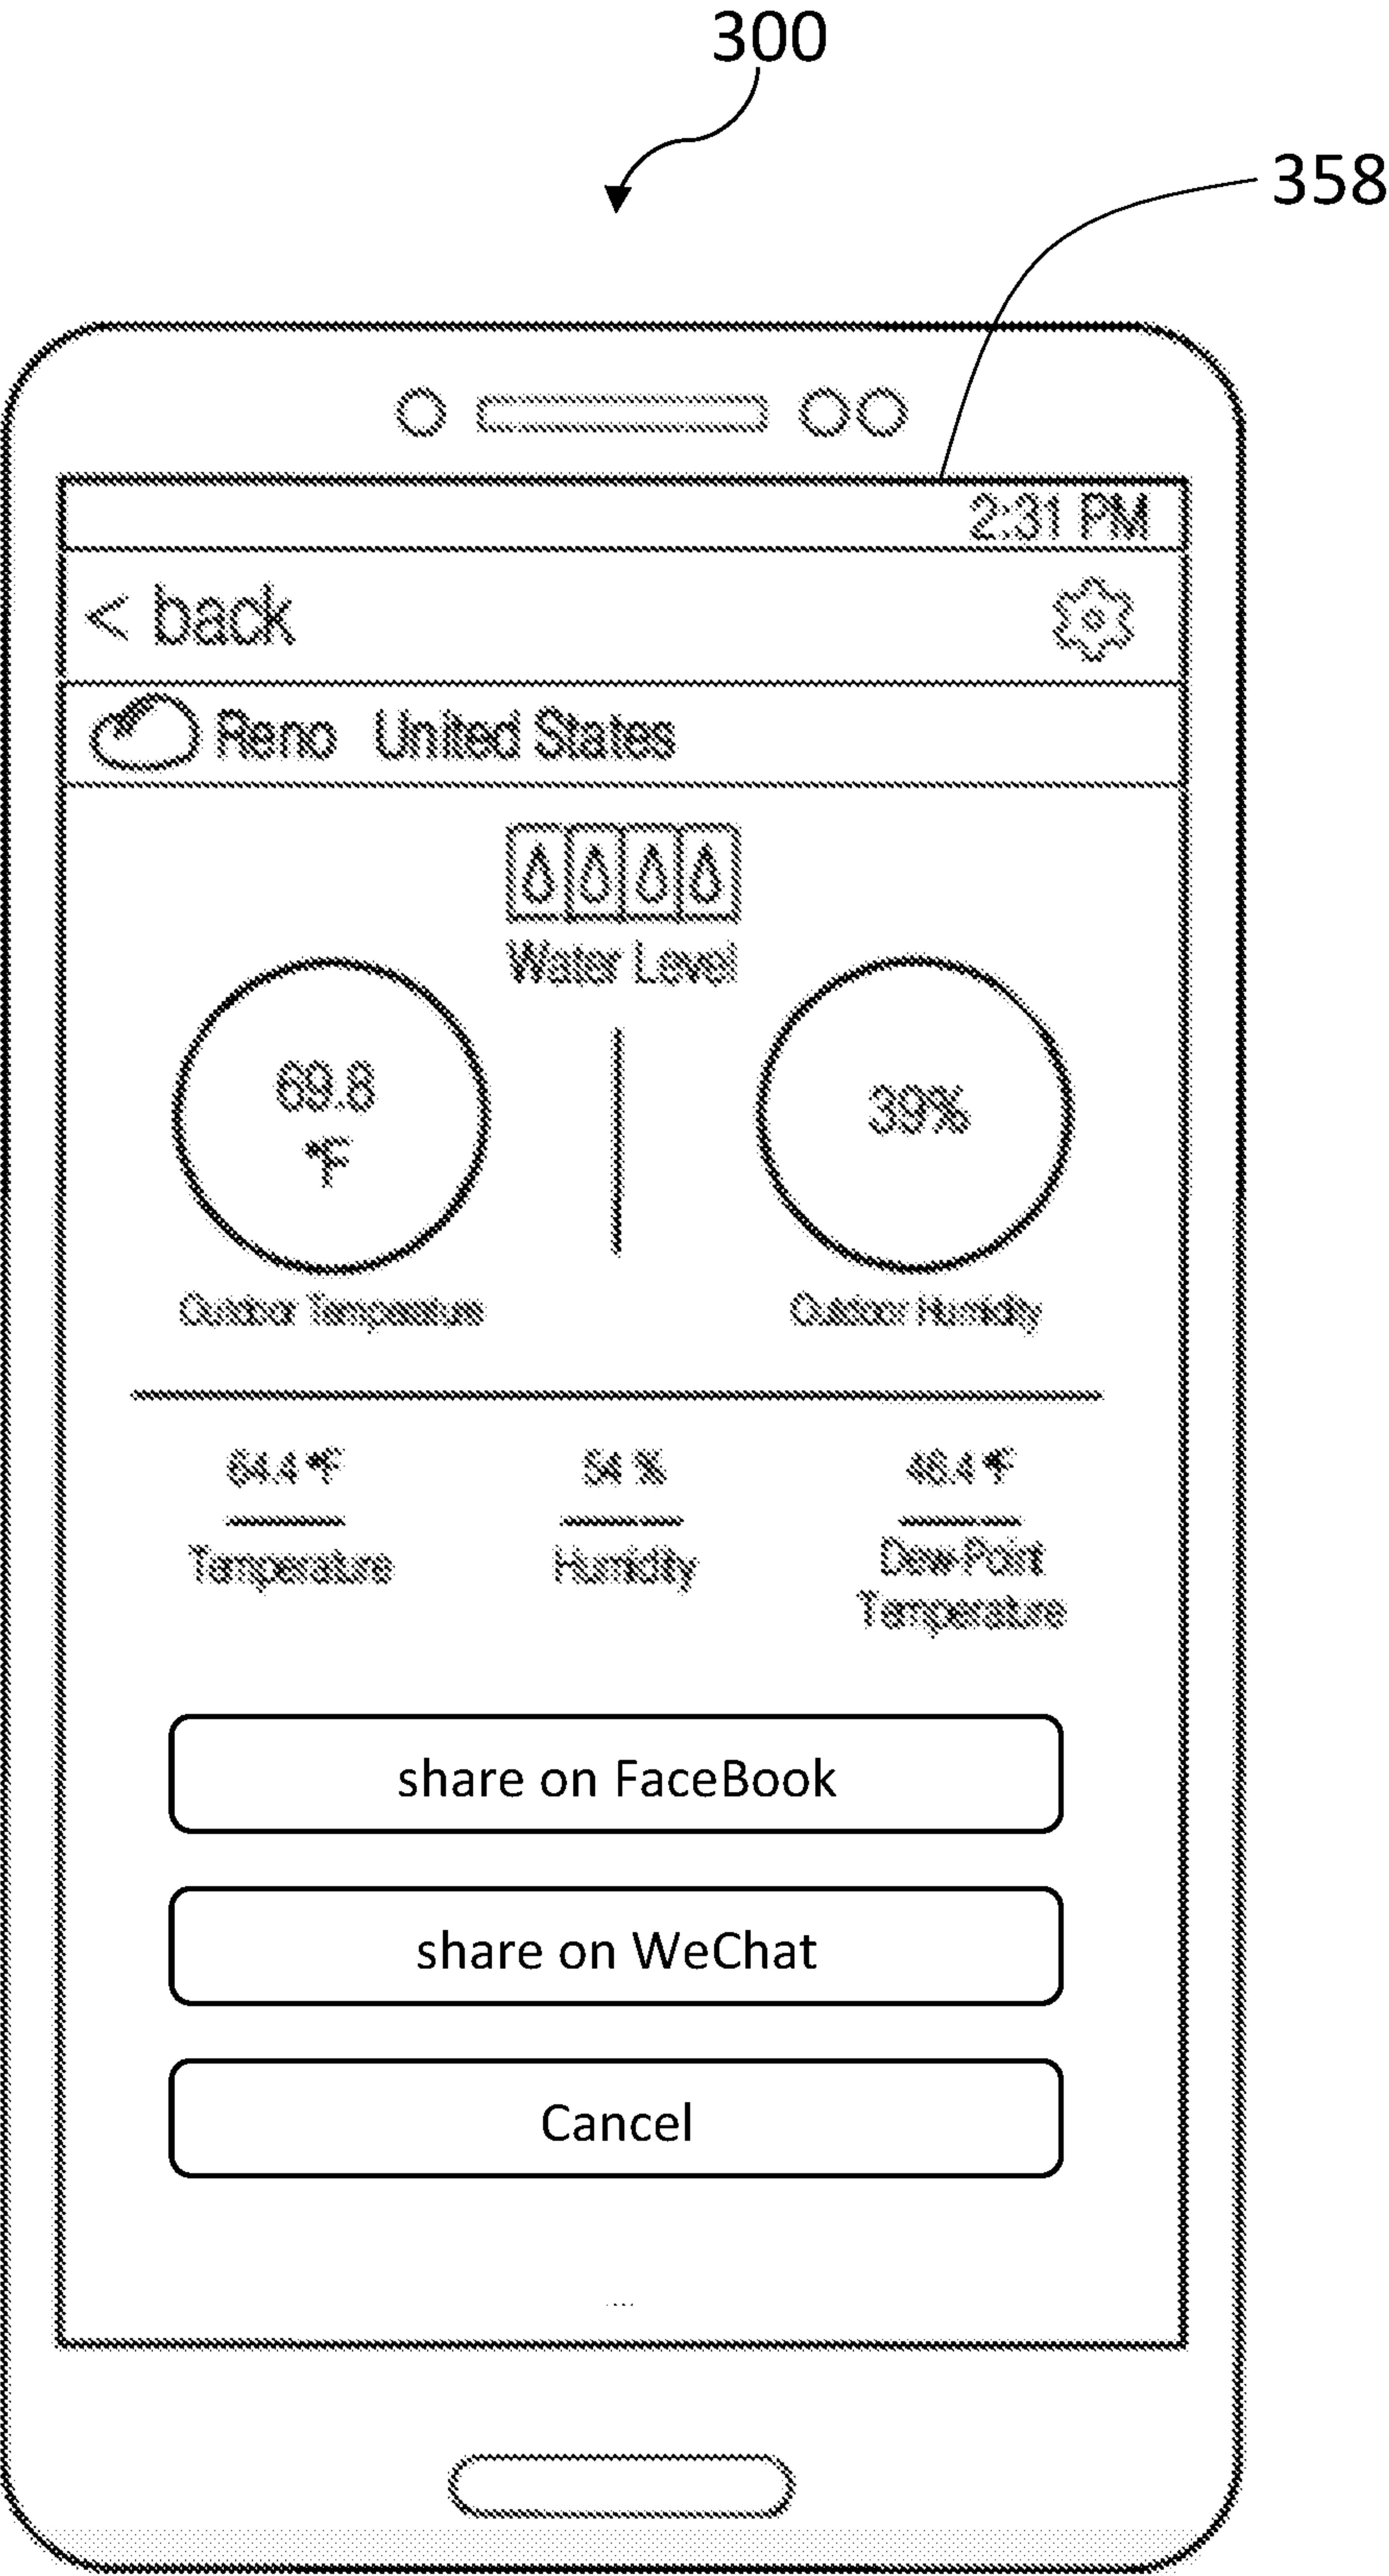 300
358
2:31 PM
< back
Reno United States
Water Level
69.8
°F
39%
Outdoor Temperature
Outdoor Humidity
64.4 °F
54 %
46.4 °F
Temperature
Humidity
Dew-Point
Temperature
share on FaceBook
share on WeChat
Cancel
...